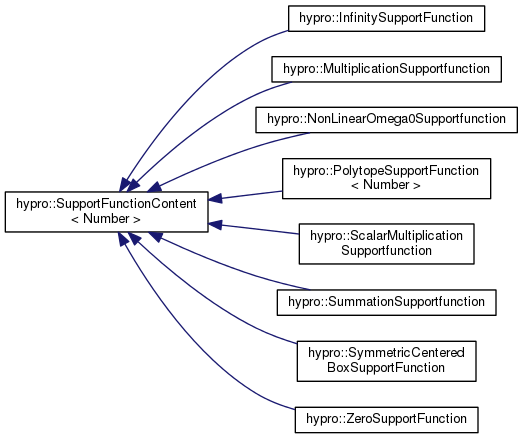 hypro::InfinitySupportFunction
hypro::MultiplicationSupportfunction
hypro::NonLinearOmega0Supportfunction
hypro::PolytopeSupportFunction
< Number >
hypro::SupportFunctionContent
< Number >
hypro::ScalarMultiplication
Supportfunction
hypro::SummationSupportfunction
hypro::SymmetricCentered
BoxSupportFunction
hypro::ZeroSupportFunction